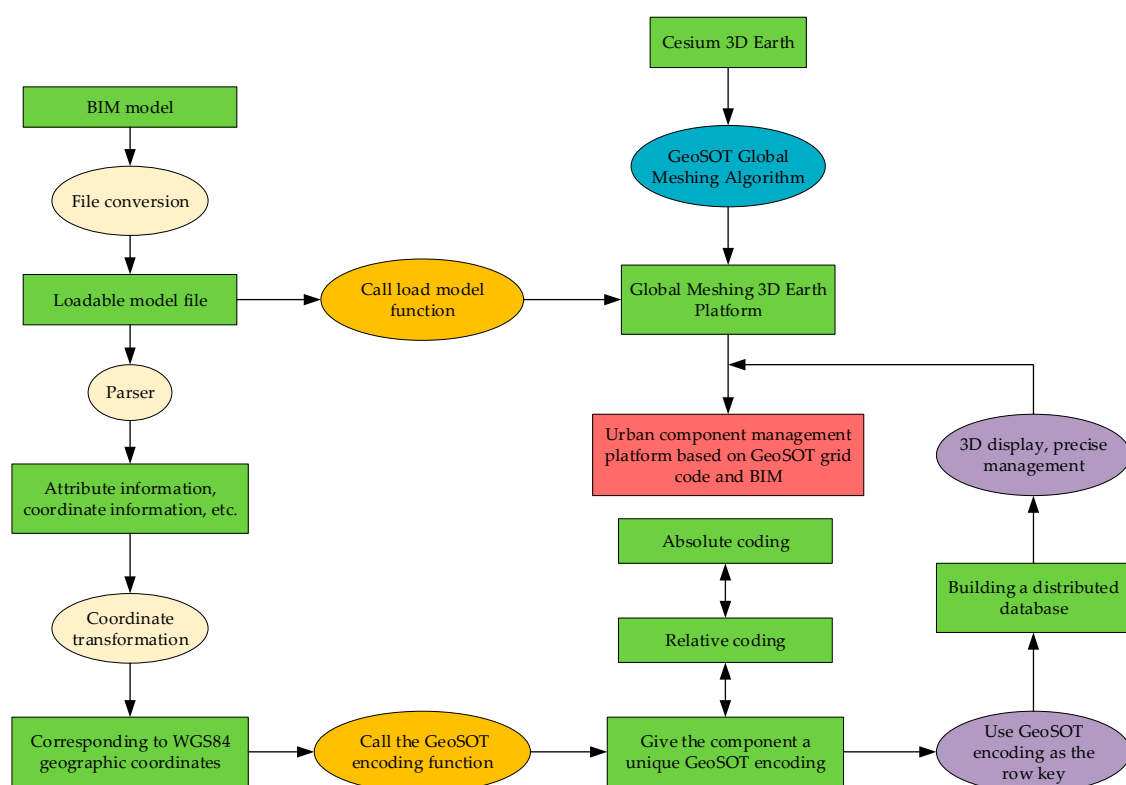 Cesium 3D Earth
BIM model
GeoSOT Global
Meshing Algorithm
File conversion
Loadable model file
Call load model
function
Global Meshing 3D Earth
Platform
Parser
Urban component management
platform based on GeoSOT grid
code and BIM
3D display, precise
management
Attribute information,
coordinate information, etc.
Absolute coding
Building a distributed
database
Coordinate
transformation
Relative coding
Corresponding to WGS84
geographic coordinates
Call the GeoSOT
encoding function
Give the component a
unique GeoSOT encoding
Use GeoSOT
encoding as the
row key